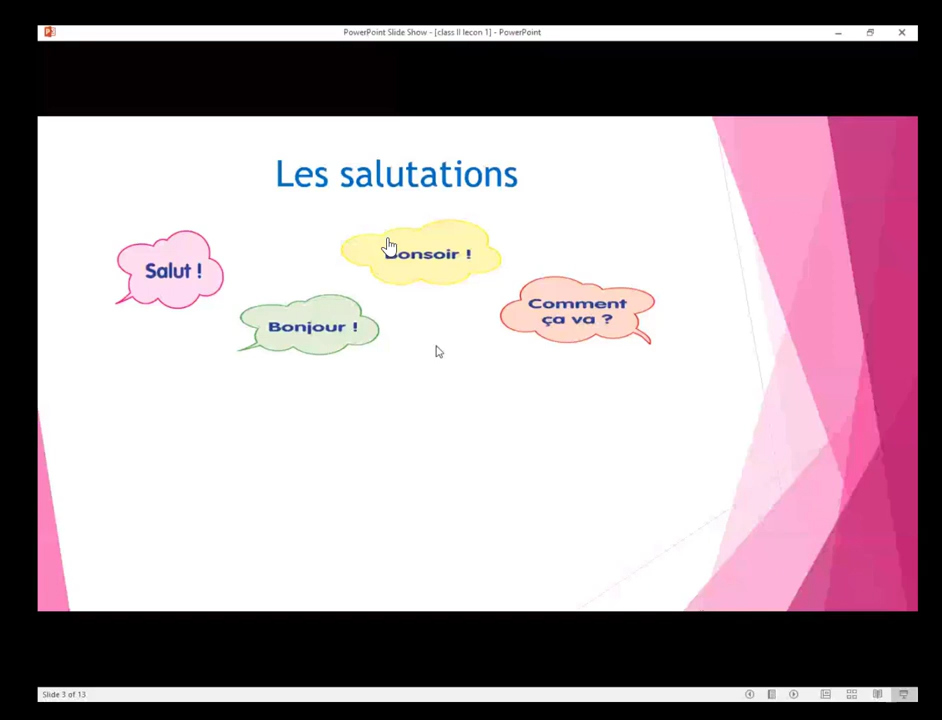 PowerPoint Slide Show - [class II lecon 1] - PowerPoint
Les salutations
Salut !
Bonsoir !
Bonjour !
Comment
ça va ?
Slide 3 of 13